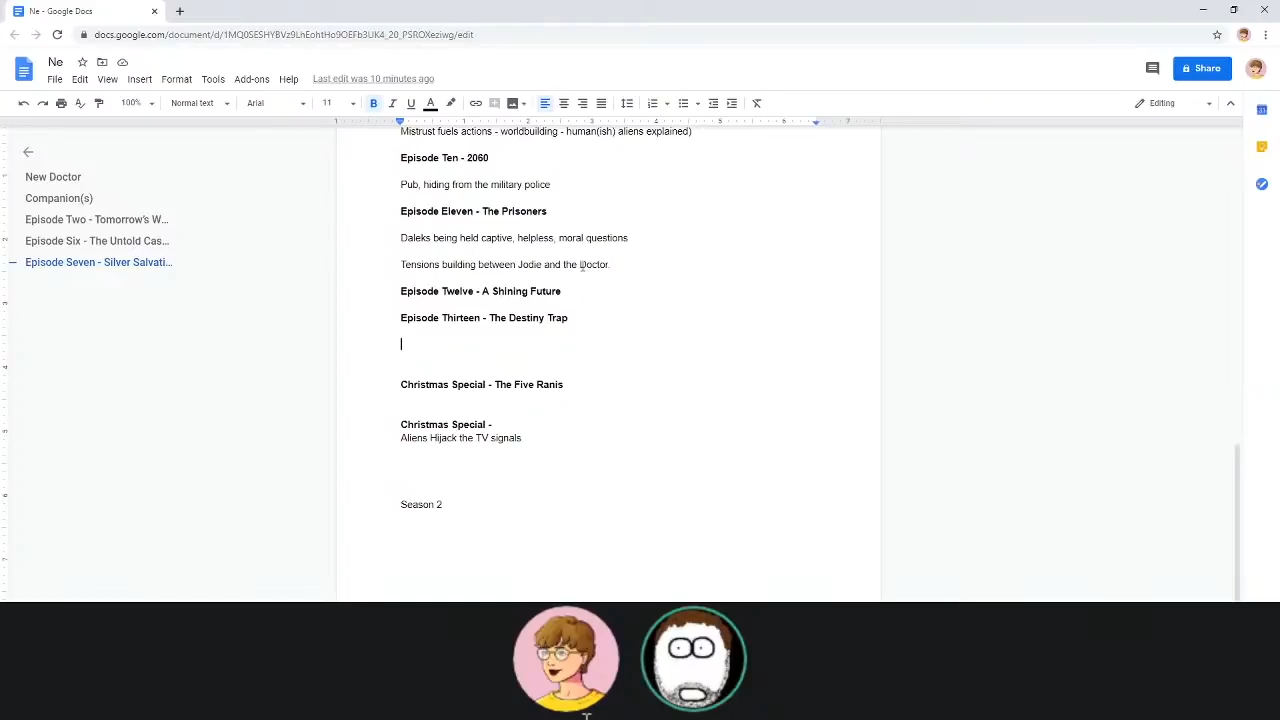 Ne - Google Docs
docs.google.com/document/d/1MQ0SESHYBVz9LhEohtHo9OEFb3UK4_20_PSROXeziwg/edit
Ne
File Edit View Insert Format Tools Add-ons Help Last edit was 10 minutes ago
Share
100% Normal text Arial 11 B I U A Editing
New Doctor
Companion(s)
Episode Two - Tomorrow's W...
Episode Six - The Untold Cas...
Episode Seven - Silver Salvati...
Mistrust fuels actions - worldbuilding - human(ish) aliens explained)
Episode Ten - 2060
Pub, hiding from the military police
Episode Eleven - The Prisoners
Daleks being held captive, helpless, moral questions
Tensions building between Jodie and the Doctor.
Episode Twelve - A Shining Future
Episode Thirteen - The Destiny Trap
Christmas Special - The Five Ranis
Christmas Special -
Aliens Hijack the TV signals
Season 2